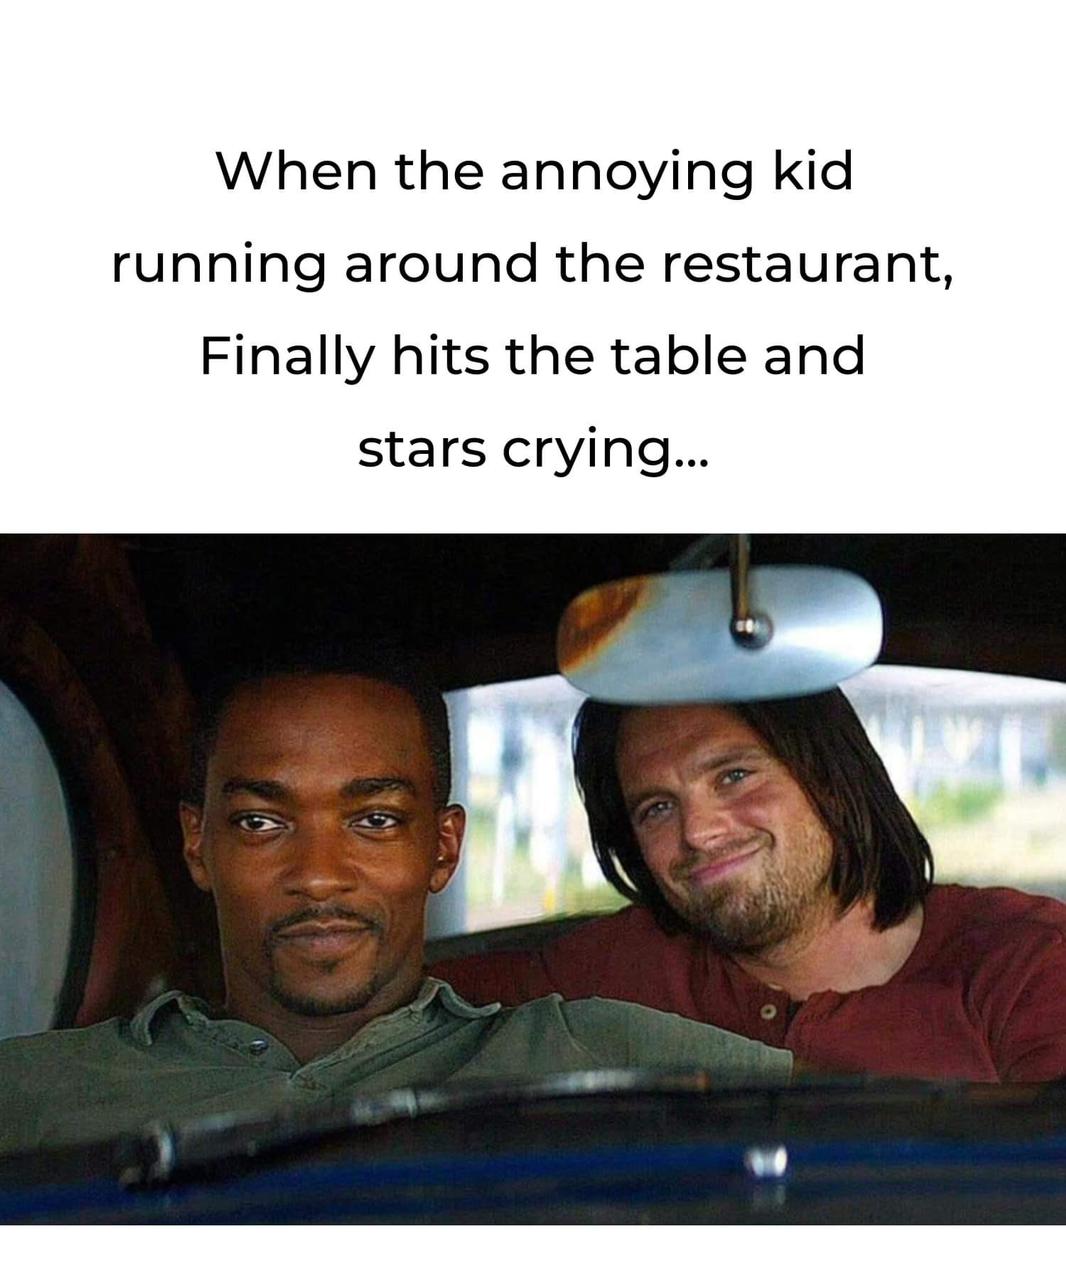 When the annoying kid
running around the restaurant,
Finally hits the table and
stars crying...